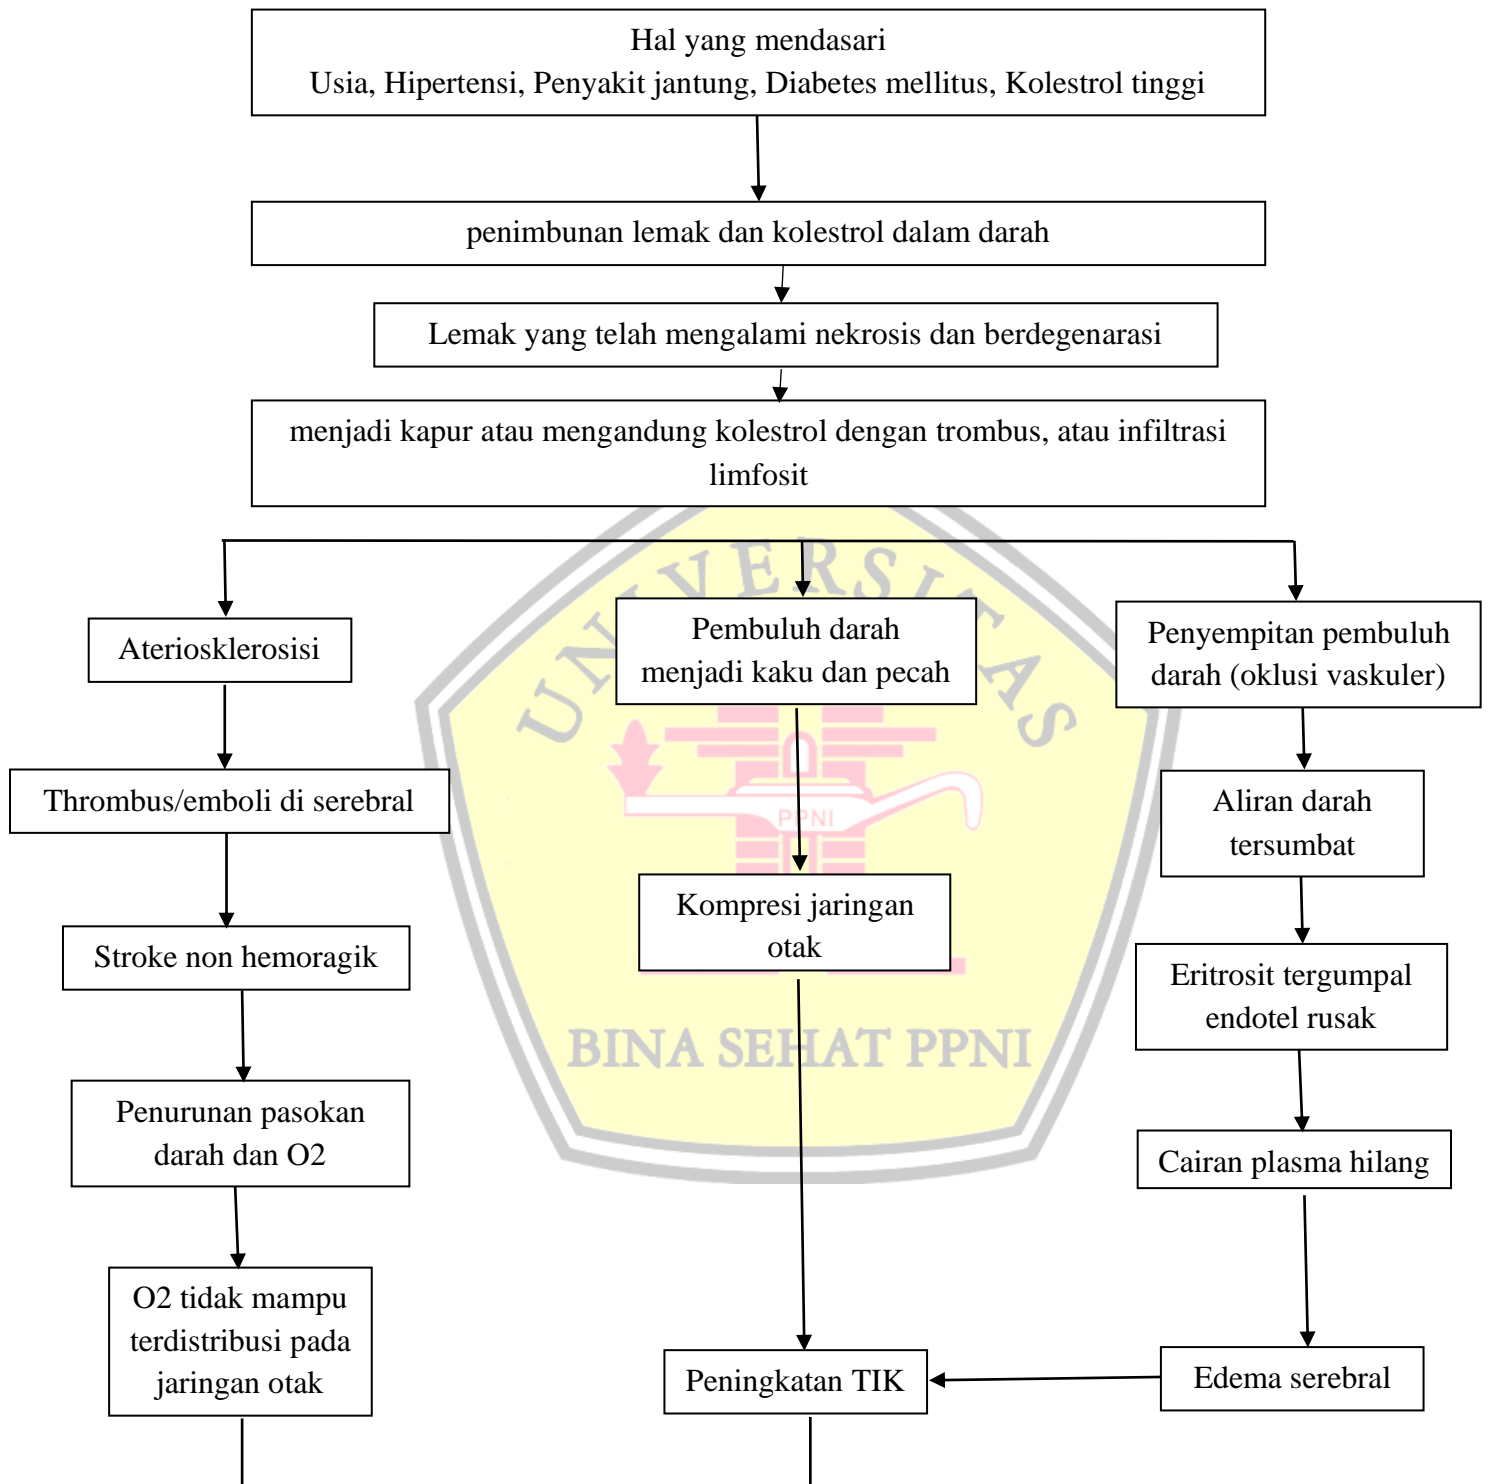 Hal yang mendasari
Usia, Hipertensi, Penyakit jantung, Diabetes mellitus, Kolestrol tinggi
penimbunan lemak dan kolestrol dalam darah
Lemak yang telah mengalami nekrosis dan berdegenarasi
menjadi kapur atau mengandung kolestrol dengan trombus, atau infiltrasi
limfosit
UNIVERSITAS
Ateriosklerosisi
Thrombus/emboli di serebral
Stroke non hemoragik
Penurunan pasokan
darah dan O2
O2 tidak mampu
terdistribusi pada
jaringan otak
Pembuluh darah
menjadi kaku dan pecah
PPNI
Kompresi jaringan
otak
BINA SEHAT PPNI
Peningkatan TIK
Penyempitan pembuluh
darah (oklusi vaskuler)
Aliran darah
tersumbat
Eritrosit tergumpal
endotel rusak
Cairan plasma hilang
Edema serebral